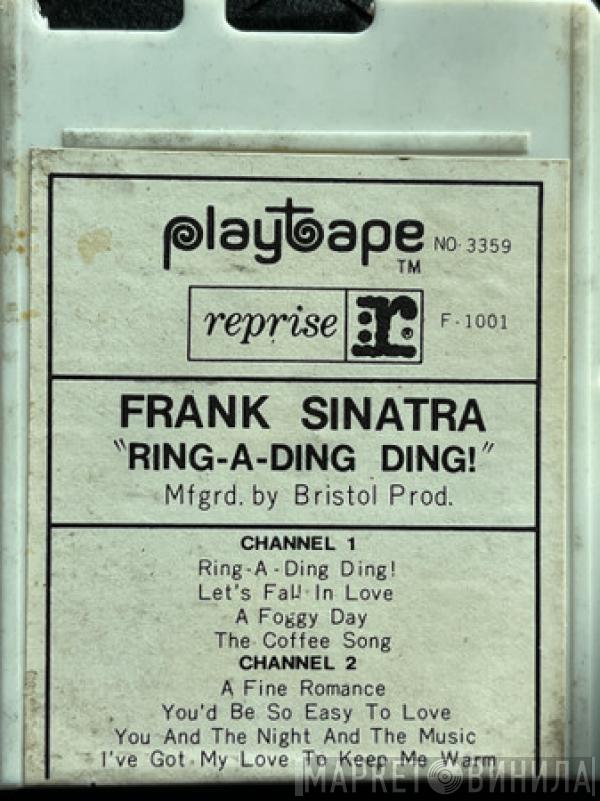 playtape NO. 3359
TM
reprise r F-1001
FRANK SINATRA
"RING-A-DING DING!"
Mfgrd. by Bristol Prod.
CHANNEL 1
Ring-A-Ding Ding!
Let's Fall In Love
A Foggy Day
The Coffee Song
CHANNEL 2
A Fine Romance
You'd Be So Easy To Love
You And The Night And The Music
I've Got My Love To Keep Me Warm
МАРКЕТ ВИНИЛА